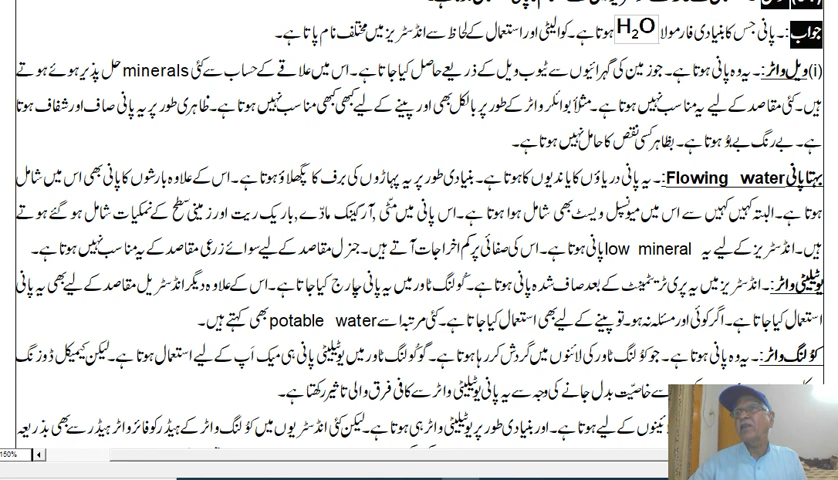 جواب:۔ پانی جس کا بنیادی فارمولا H₂O ہوتا ہے۔ کوالیٹی اور استعمال کے لحاظ سے انڈسٹریز میں مختلف نام پاتا ہے۔
(i) ویل واٹر:۔ یہ وہ پانی ہوتا ہے۔ جو زمین کی گہرائیوں سے ٹیوب ویل کے ذریعے حاصل کیا جاتا ہے۔ اس میں علاقے کے حساب سے کئی minerals حل پذیر ہوئے ہوتے
ہیں۔ کئی مقاصد کے لیے یہ مناسب نہیں ہوتا ہے۔ مثلاً بوائلر واٹر کے طور پر بالکل بھی اور پینے کے لیے کبھی کبھی مناسب نہیں ہوتا ہے۔ ظاہری طور پر یہ پانی صاف اور شفاف ہوتا
ہے۔ بے رنگ بے بُو ہوتا ہے۔ بظاہر کسی نقص کا حامل نہیں ہوتا ہے۔
بہتا پانی Flowing water:۔ یہ پانی دریاؤں کا یا ندیوں کا ہوتا ہے۔ بنیادی طور پر یہ پہاڑوں کی برف کا پگھلاؤ ہوتا ہے۔ اس کے علاوہ بارشوں کا پانی بھی اس میں شامل
ہوتا ہے۔ البتہ کہیں کہیں سے اس میں میونسپل ویسٹ بھی شامل ہوا ہوتا ہے۔ اس پانی میں مٹی، آرگینک مادّے، باریک ریت اور زمینی سطح کے نمکیات شامل ہو گئے ہوتے
ہیں۔ انڈسٹریز کے لیے یہ low mineral پانی ہوتا ہے۔ اس کی صفائی پر کم اخراجات آتے ہیں۔ جنرل مقاصد کے لیے سوائے زرعی مقاصد کے یہ مناسب نہیں ہوتا ہے۔
یوٹیلیٹی واٹر:۔ انڈسٹریز میں یہ پری ٹریٹمینٹ کے بعد صاف شدہ پانی ہوتا ہے۔ کُولنگ ٹاور میں یہ پانی چارج کیا جاتا ہے۔ اس کے علاوہ دیگر انڈسٹریل مقاصد کے لیے بھی یہ پانی
استعمال کیا جاتا ہے۔ اگر کوئی اور مسئلہ نہ ہو۔ تو پینے کے لیے بھی استعمال کیا جاتا ہے۔ کئی مرتبہ اسے potable water بھی کہتے ہیں۔
کُولنگ واٹر:۔ یہ وہ پانی ہوتا ہے۔ جو کُولنگ ٹاور کی لائنوں میں گردش کر رہا ہوتا ہے۔ گو کُولنگ ٹاور میں یوٹیلیٹی پانی ہی میک اَپ کے لیے استعمال ہوتا ہے۔ لیکن کیمیکل ڈوزنگ
سے خاصیّت بدل جانے کی وجہ سے یہ پانی یوٹیلیٹی واٹر سے کافی فرق والی تاثیر رکھتا ہے۔
کے لیے ہوتا ہے۔ اور بنیادی طور پر یوٹیلیٹی واٹر ہی ہوتا ہے۔ لیکن کئی انڈسٹریوں میں کُولنگ واٹر کے ہیڈر کو فائر واٹر ہیڈر سے بھی بذریعہ
150%